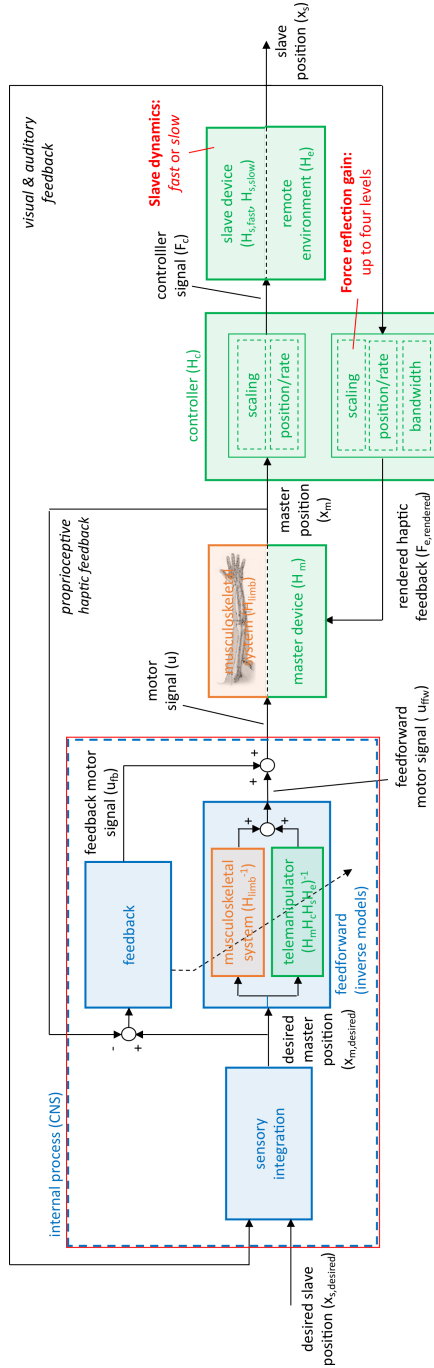 visual & auditory
feedback
proprioceptive
haptic feedback
internal process (CNS)
desired slave
position (xs,desired)
sensory
integration
desired
master
position
(xm,desired)
-
+
feedback
feedback motor
signal (ufb)
musculoskeletal
system (Hlimb-1)
telemanipulator
(HmHcHsHe)-1
+
+
feedforward
(inverse models)
+
+
feedforward
motor signal ( uffw)
motor
signal (u)
musculoskeletal
system (Hlimb)
master device (Hm)
master
position
(xm)
rendered haptic
feedback (Fe,rendered)
controller (Hc)
scaling
position/rate
scaling
position/rate
bandwidth
controlller
signal (Fc)
slave device
(Hs,fast, Hs,slow)
remote
environment (He)
Slave dynamics:
fast or slow
Force reflection gain:
up to four levels
slave
position (xs)